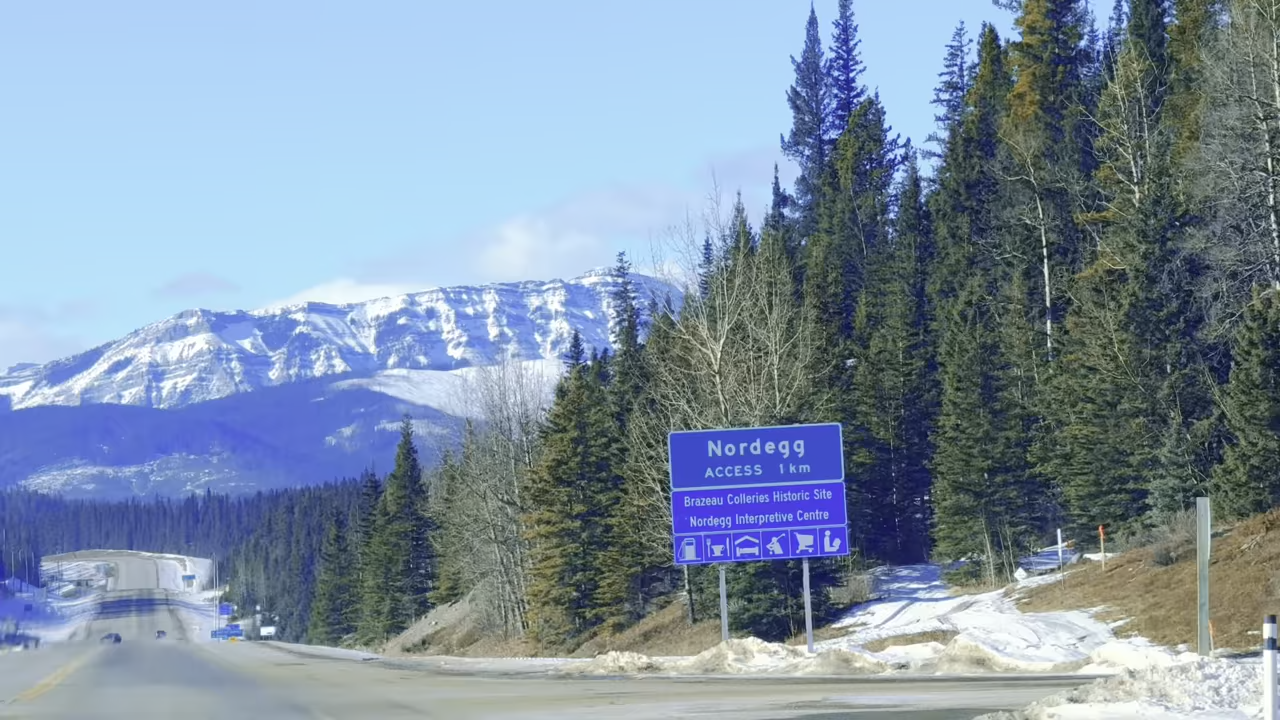 Nordegg
ACCESS 1 km
Brazeau Colleries Historic Site
Nordegg Interpretive Centre